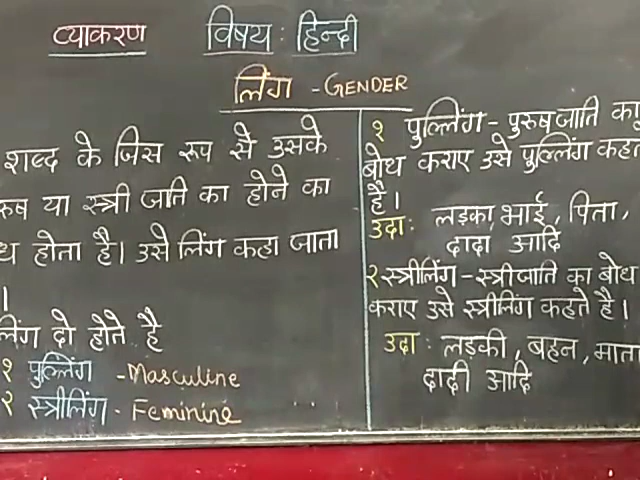 व्याकरण विषय : हिन्दी
लिंग - GENDER
शब्द के जिस रूप से उसके
रुष या स्त्री जाति का होने का
ध होता है। उसे लिंग कहा जाता
।
लिंग दो होते है
१ पुल्लिंग - Masculine
२ स्त्रीलिंग - Feminine
१ पुल्लिंग - पुरुष जाति का
बोध कराए उसे पुल्लिंग कहत
है।
उदा: लड़का, भाई, पिता,
दादा आदि
२ स्त्रीलिंग - स्त्री जाति का बोध
कराए उसे स्त्रीलिंग कहते है।
उदा: लड़की, बहन, माता
दादी आदि